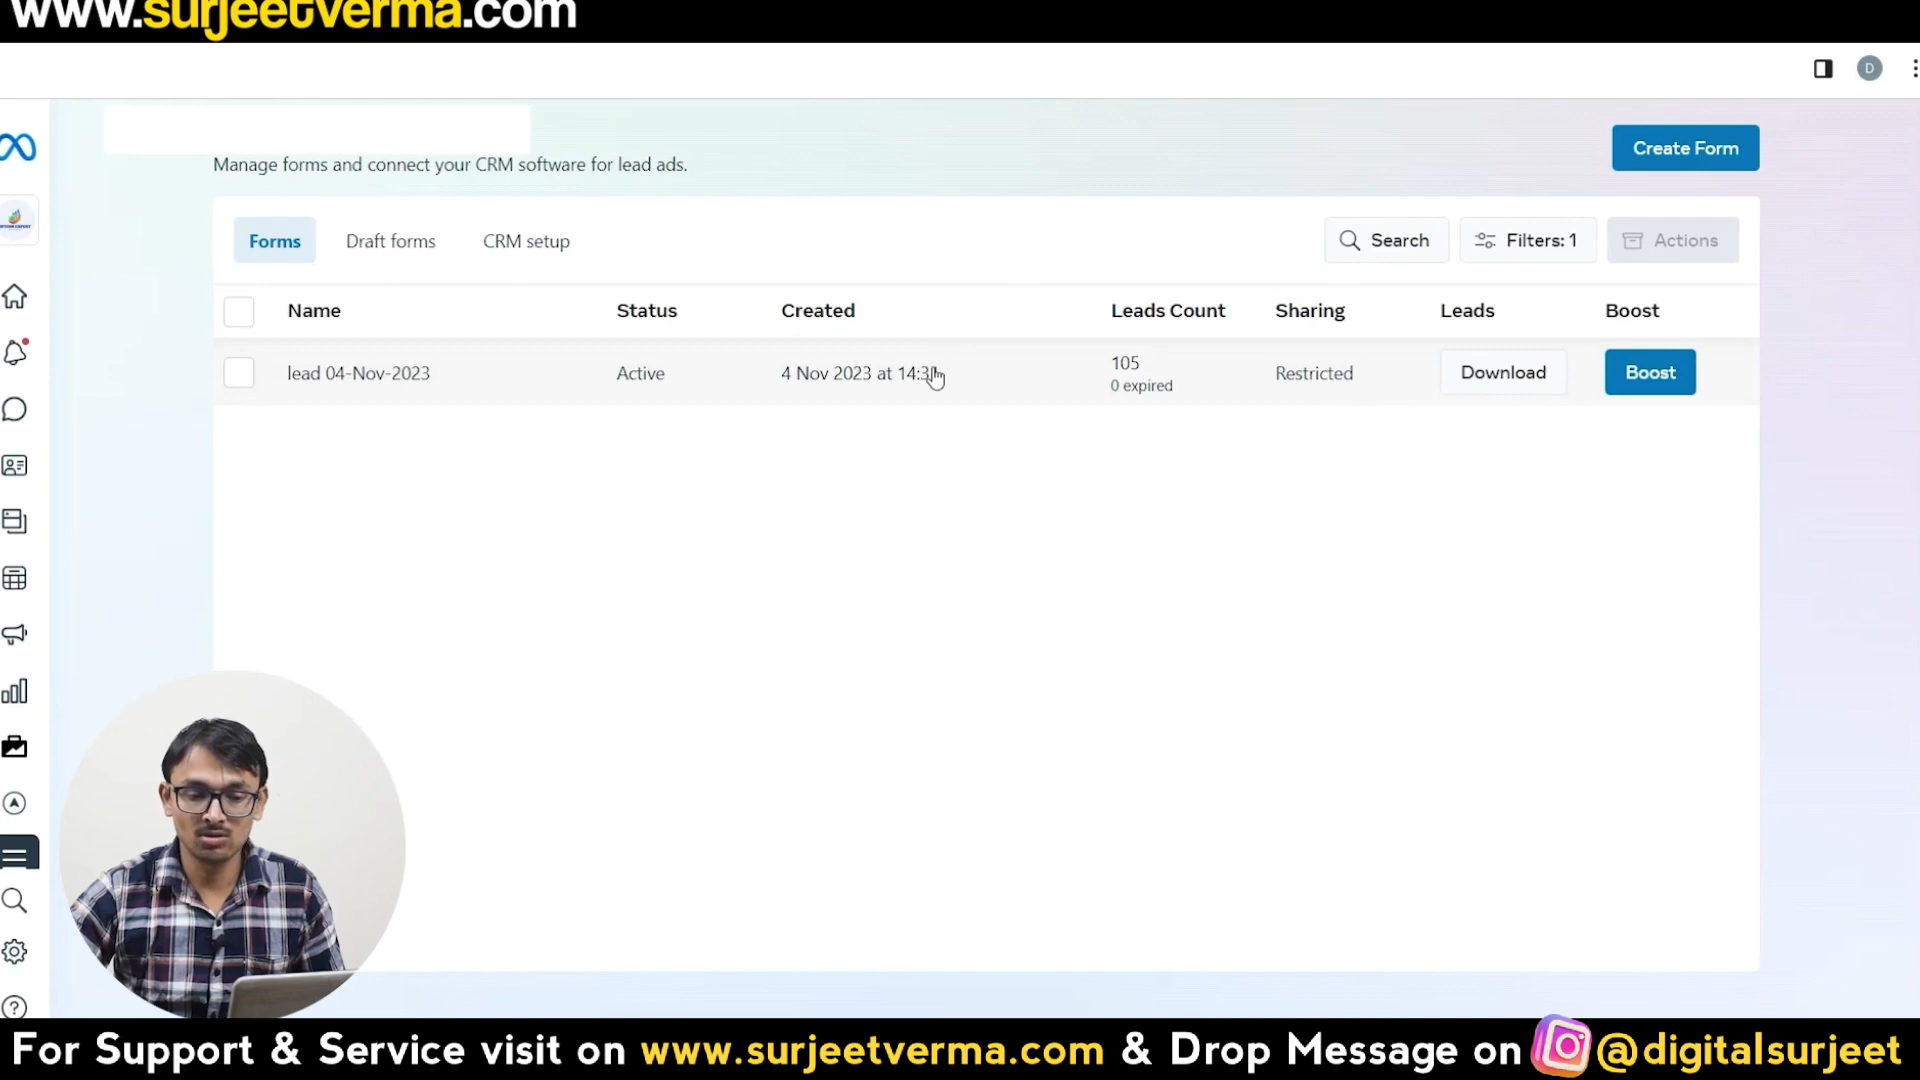 www.surjeetverma.com
D
Manage forms and connect your CRM software for lead ads.
Create Form
Forms
Draft forms
CRM setup
Search
Filters: 1
Actions
Name
Status
Created
Leads Count
Sharing
Leads
Boost
lead 04-Nov-2023
Active
4 Nov 2023 at
105
0 expired
Restricted
Download
Boost
For Support & Service visit on www.surjeetverma.com & Drop Message on @digitalsurjeet